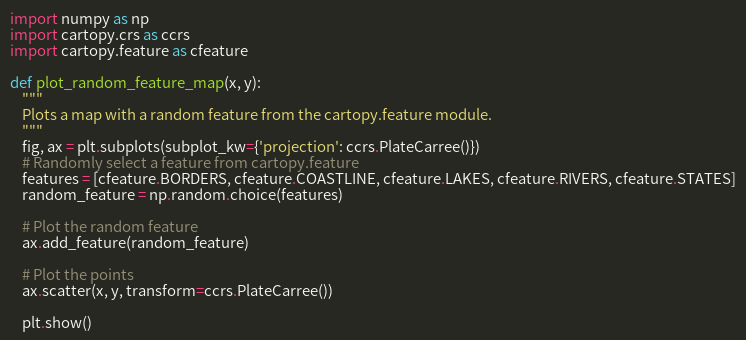 import numpy as np
import cartopy.crs as ccrs
import cartopy.feature as cfeature

def plot_random_feature_map(x, y):
    """
    Plots a map with a random feature from the cartopy.feature module.
    """
    fig, ax = plt.subplots(subplot_kw={'projection': ccrs.PlateCarree()})
    # Randomly select a feature from cartopy.feature
    features = [cfeature.BORDERS, cfeature.COASTLINE, cfeature.LAKES, cfeature.RIVERS, cfeature.STATES]
    random_feature = np.random.choice(features)

    # Plot the random feature
    ax.add_feature(random_feature)

    # Plot the points
    ax.scatter(x, y, transform=ccrs.PlateCarree())

    plt.show()